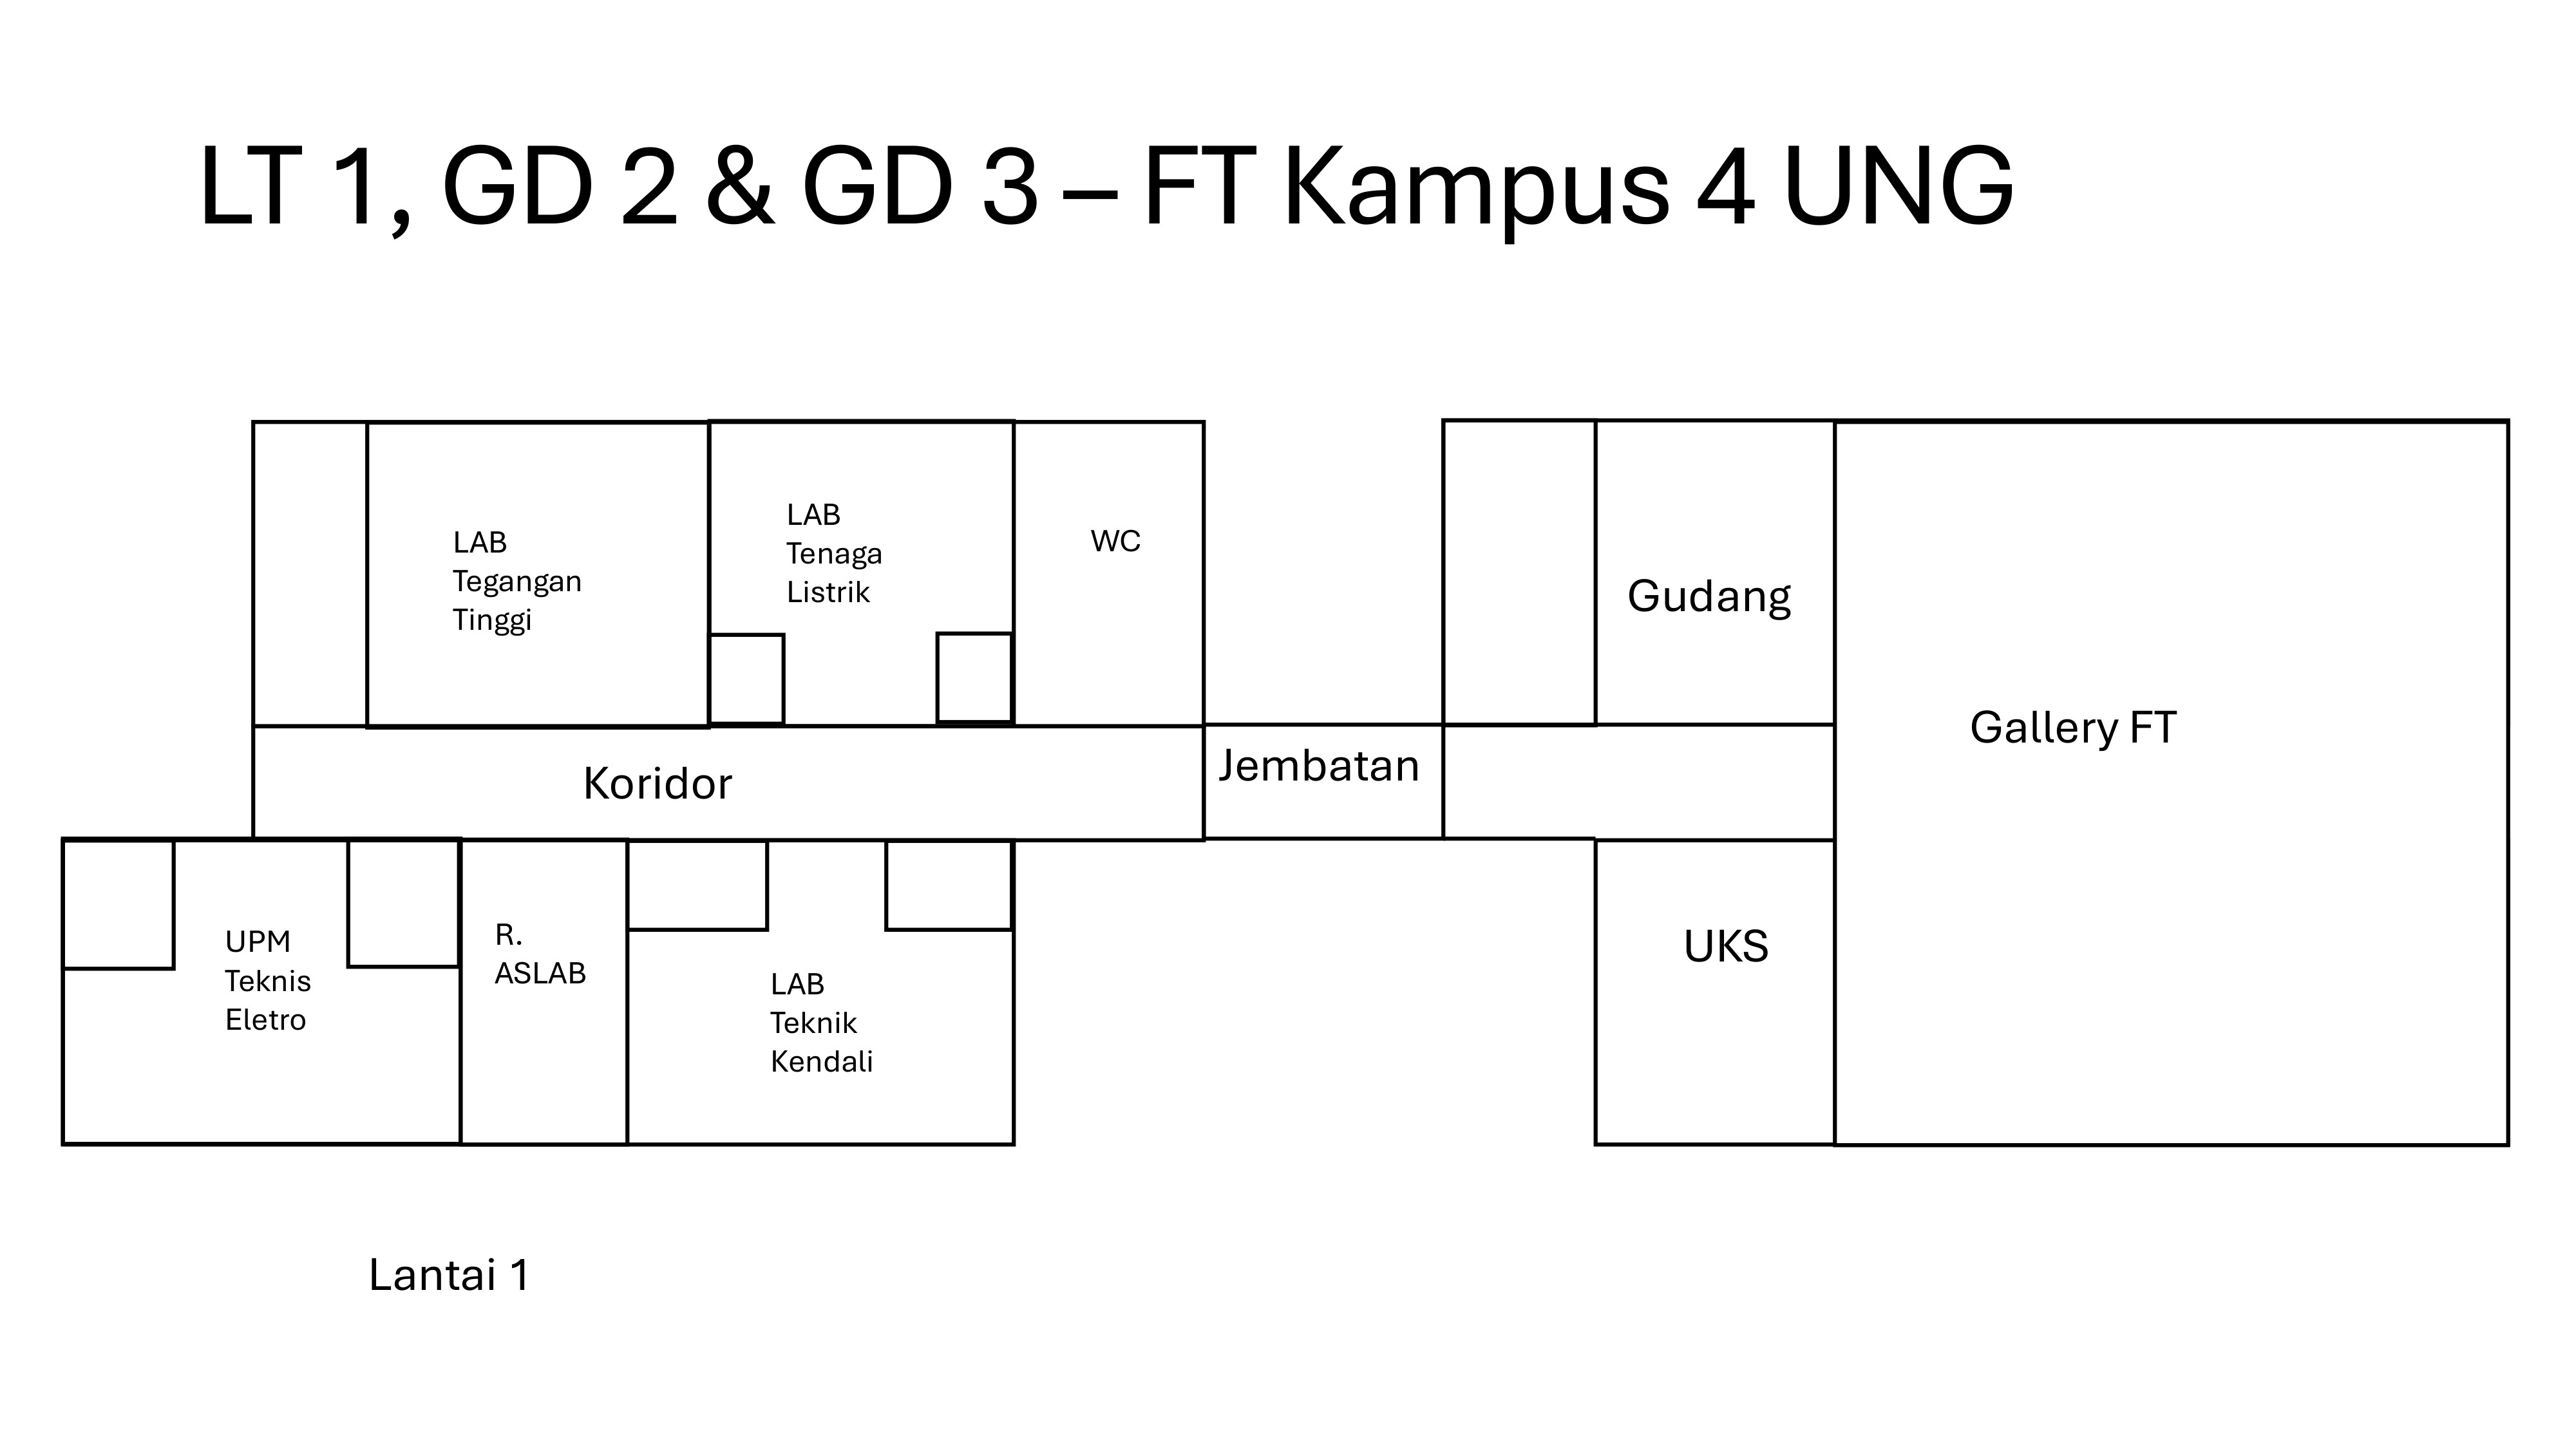 LT 1, GD 2 & GD 3 – FT Kampus 4 UNG
LAB
Tegangan
Tinggi
LAB
Tenaga
Listrik
WC
Gudang
Gallery FT
Koridor
Jembatan
UPM
Teknis
Eletro
R.
ASLAB
LAB
Teknik
Kendali
UKS
Lantai 1